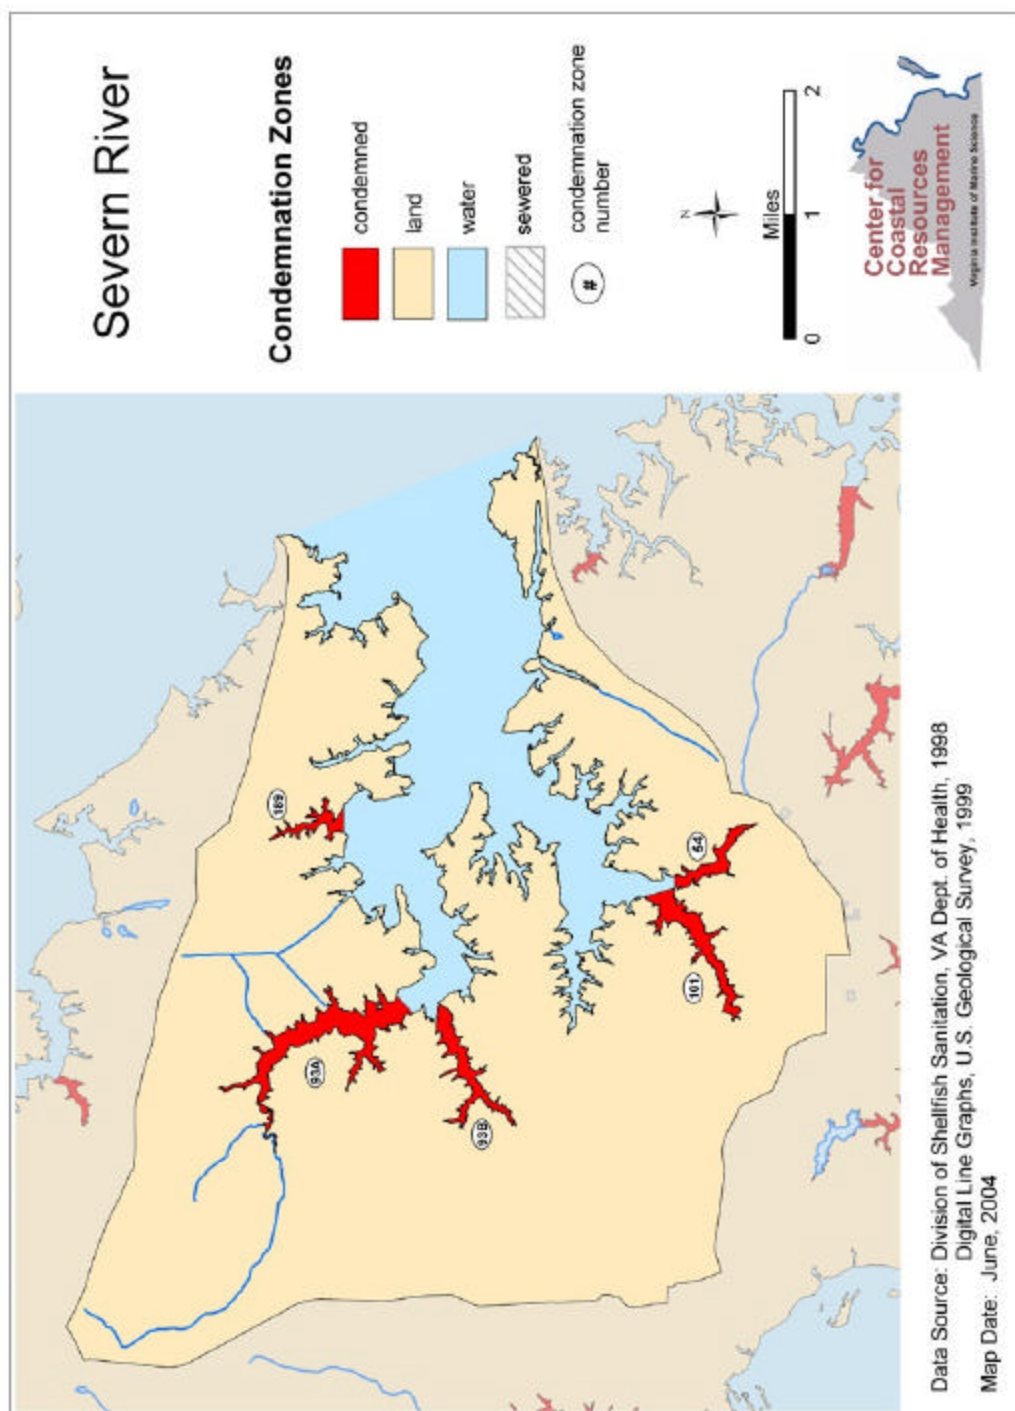 Severn River
Condemnation Zones
condemned
land
water
sewered
#
condemnation zone
number
N
Miles
0 1 2
Center for
Coastal
Resources
Management
Virginia Institute of Marine Science
169
93A
93B
54
101
Data Source: Division of Shellfish Sanitation, VA Dept. of Health, 1998
Digital Line Graphs, U.S. Geological Survey, 1999
Map Date: June, 2004